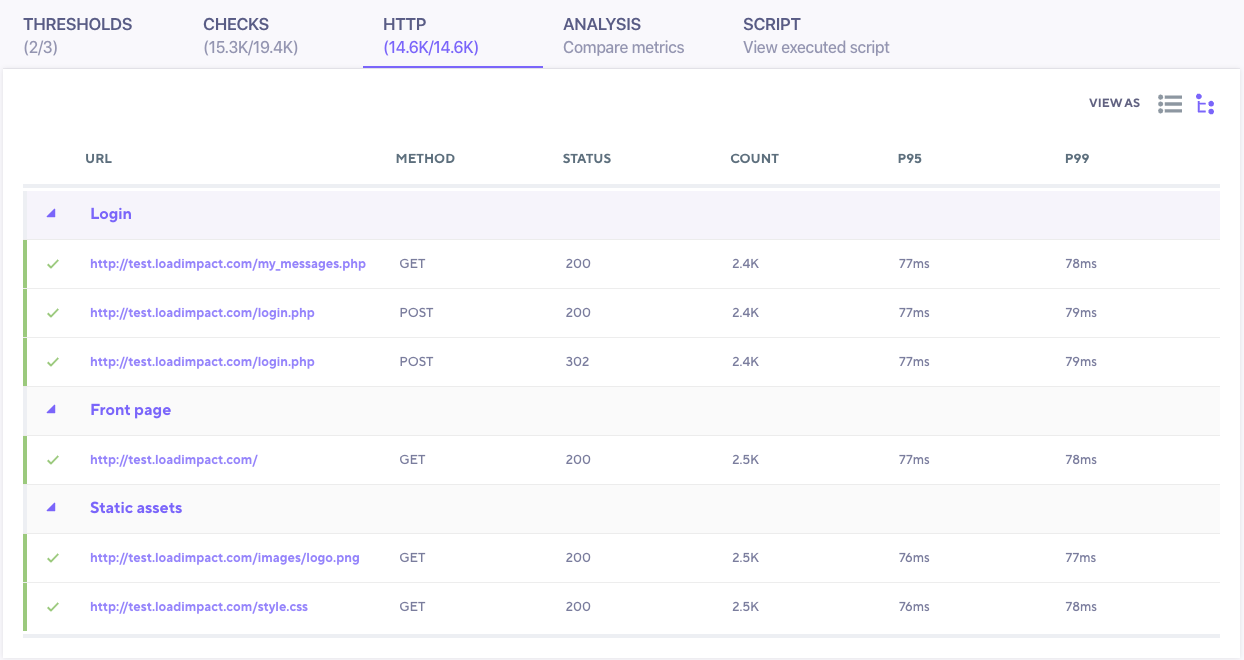 THRESHOLDS CHECKS HTTP ANALYSIS SCRIPT
(2/3) (15.3K/19.4K) (14.6K/14.6K) Compare metrics View executed script
VIEW AS
URL METHOD STATUS COUNT P95 P99
Login
http://test.loadimpact.com/my_messages.php GET 200 2.4K 77ms 78ms
http://test.loadimpact.com/login.php POST 200 2.4K 77ms 79ms
http://test.loadimpact.com/login.php POST 302 2.4K 77ms 79ms
Front page
http://test.loadimpact.com/ GET 200 2.5K 77ms 78ms
Static assets
http://test.loadimpact.com/images/logo.png GET 200 2.5K 76ms 77ms
http://test.loadimpact.com/style.css GET 200 2.5K 76ms 78ms